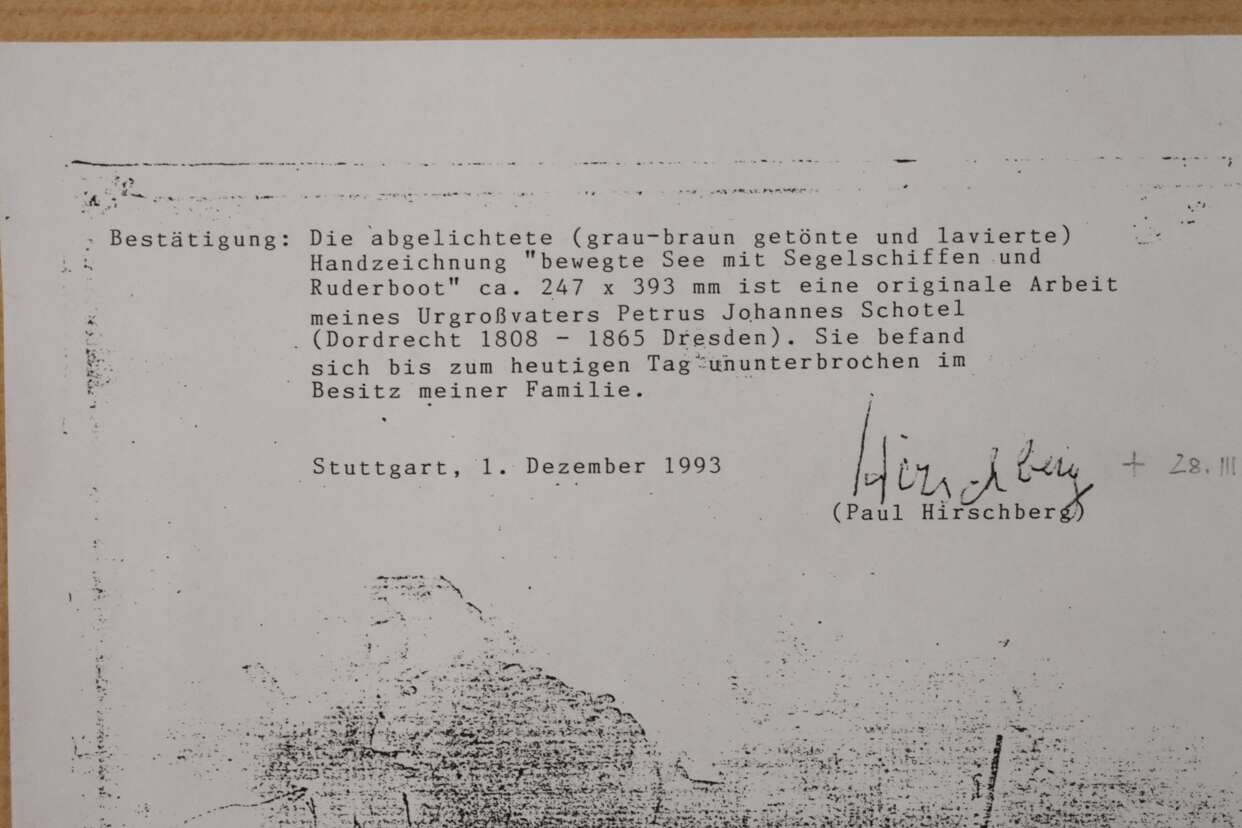 Bestätigung: Die abgelichtete (grau-braun getönte und lavierte)
Handzeichnung "bewegte See mit Segelschiffen und
Ruderboot" ca. 247 x 393 mm ist eine originale Arbeit
meines Urgroßvaters Petrus Johannes Schotel
(Dordrecht 1808 - 1865 Dresden). Sie befand
sich bis zum heutigen Tag ununterbrochen im
Besitz meiner Familie.
Stuttgart, 1. Dezember 1993
Hirschberg + 28. III
(Paul Hirschberg)